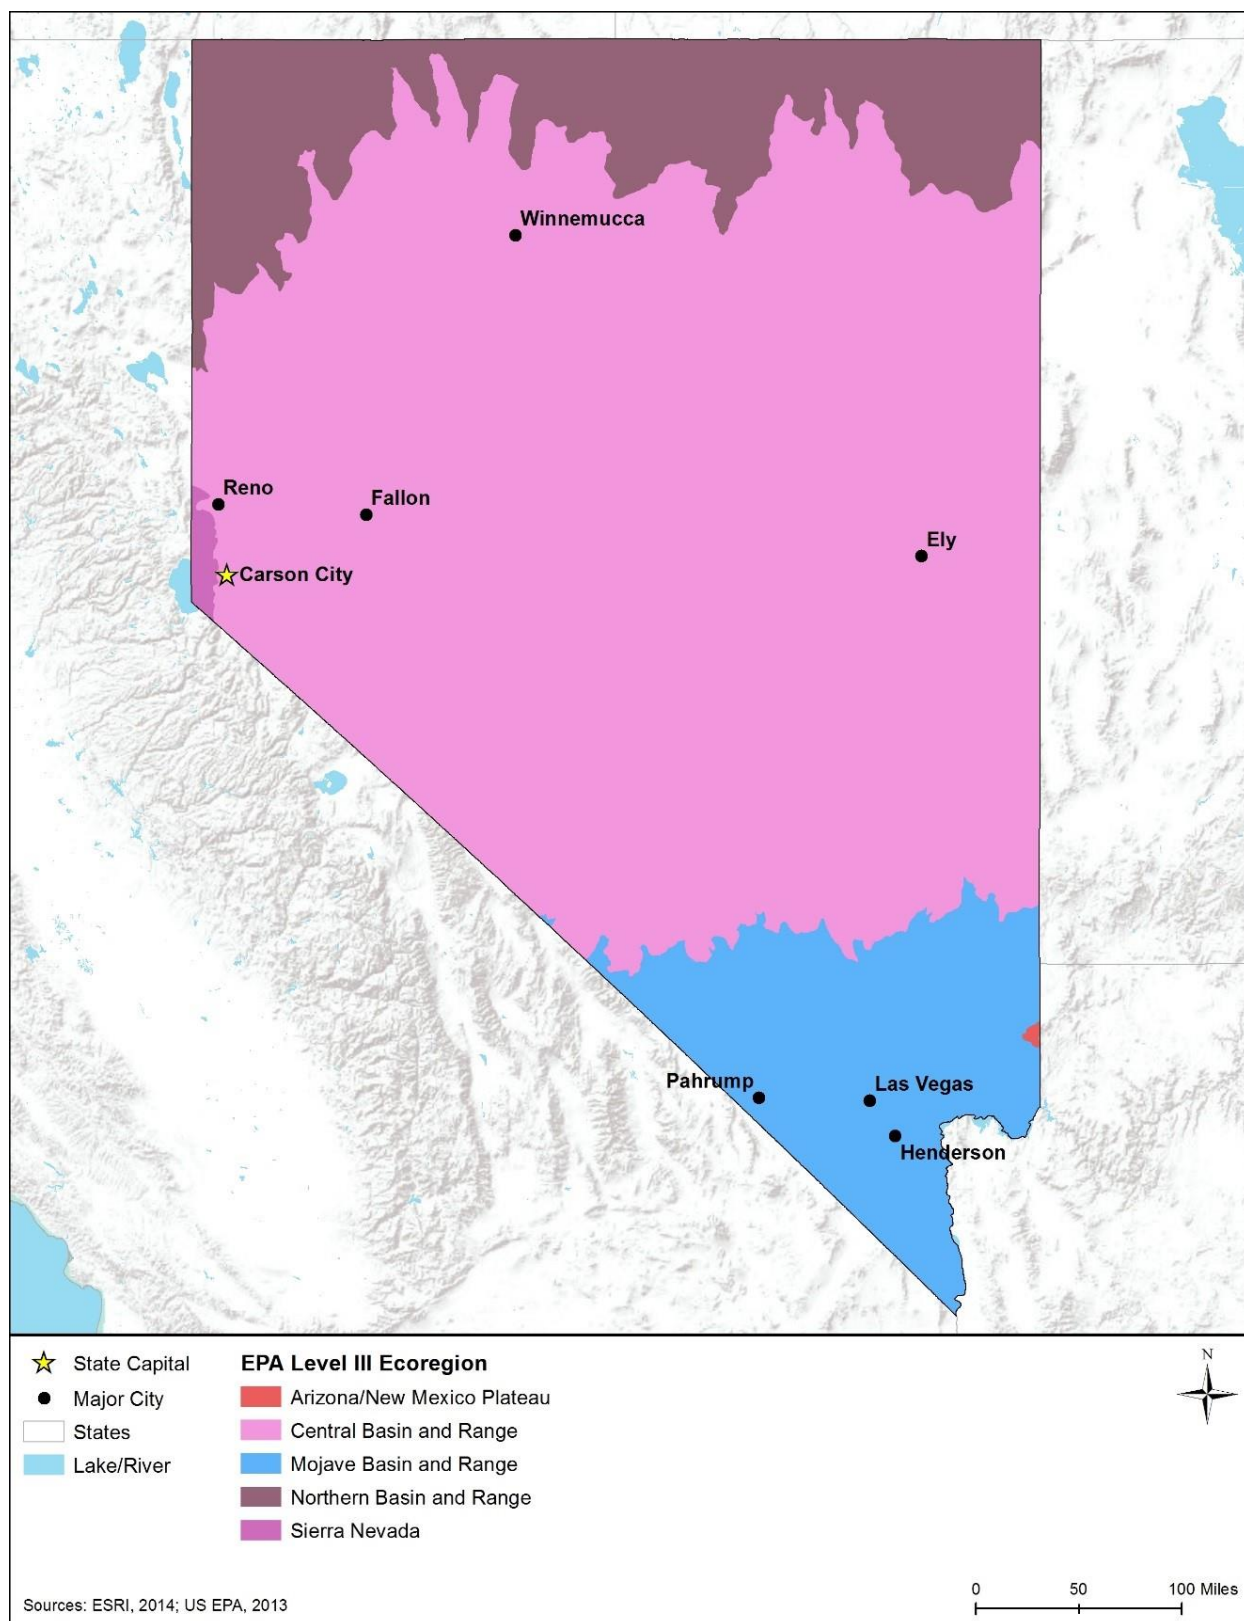 Winnemucca
Reno
Fallon
Ely
Carson City
Pahrump
Las Vegas
Henderson
State Capital
Major City
States
Lake/River
EPA Level III Ecoregion
Arizona/New Mexico Plateau
Central Basin and Range
Mojave Basin and Range
Northern Basin and Range
Sierra Nevada
N
Sources: ESRI, 2014; US EPA, 2013
0 50 100 Miles